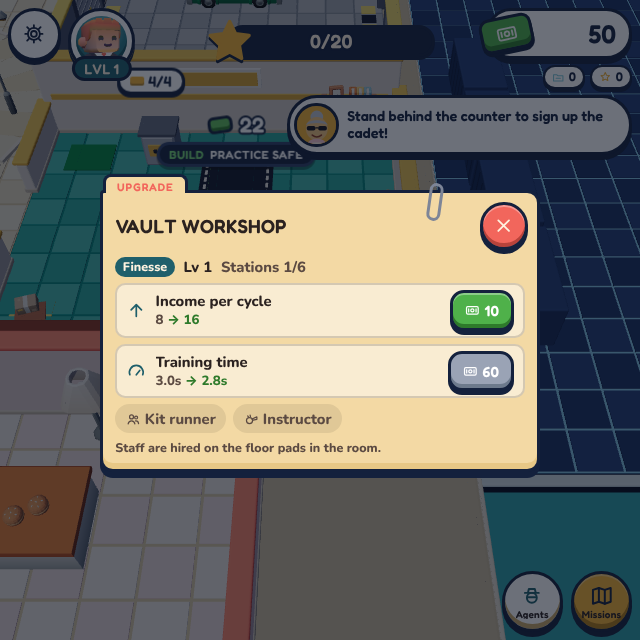 0/20
50
LVL 1
4/4
0
0
Stand behind the counter to sign up the
cadet!
22
BUILD PRACTICE SAFE
UPGRADE
VAULT WORKSHOP
Finesse Lv 1 Stations 1/6
Income per cycle
8 → 16
10
Training time
3.0s → 2.8s
60
Kit runner
Instructor
Staff are hired on the floor pads in the room.
Agents
Missions